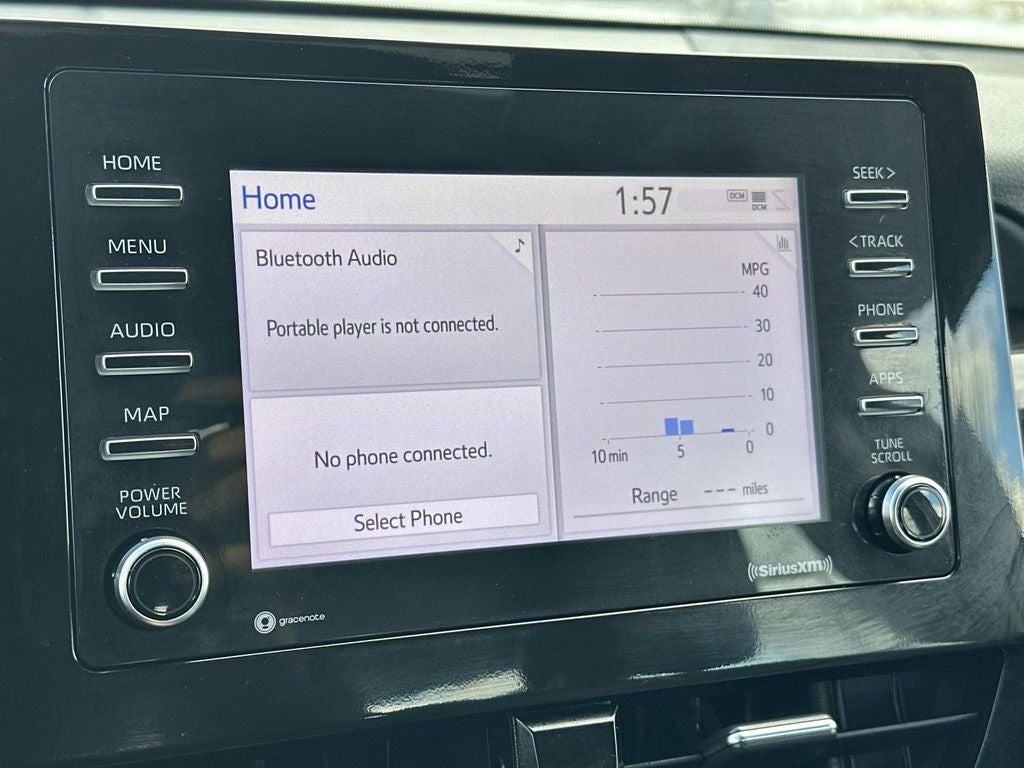 HOME
MENU
AUDIO
MAP
POWER
VOLUME
Home
1:57
DCM
DCM
Bluetooth Audio
Portable player is not connected.
No phone connected.
Select Phone
MPG
40
30
20
10
0
10 min
5
0
Range
--- miles
SEEK >
< TRACK
PHONE
APPS
TUNE
SCROLL
gracenote
((SiriusXM))